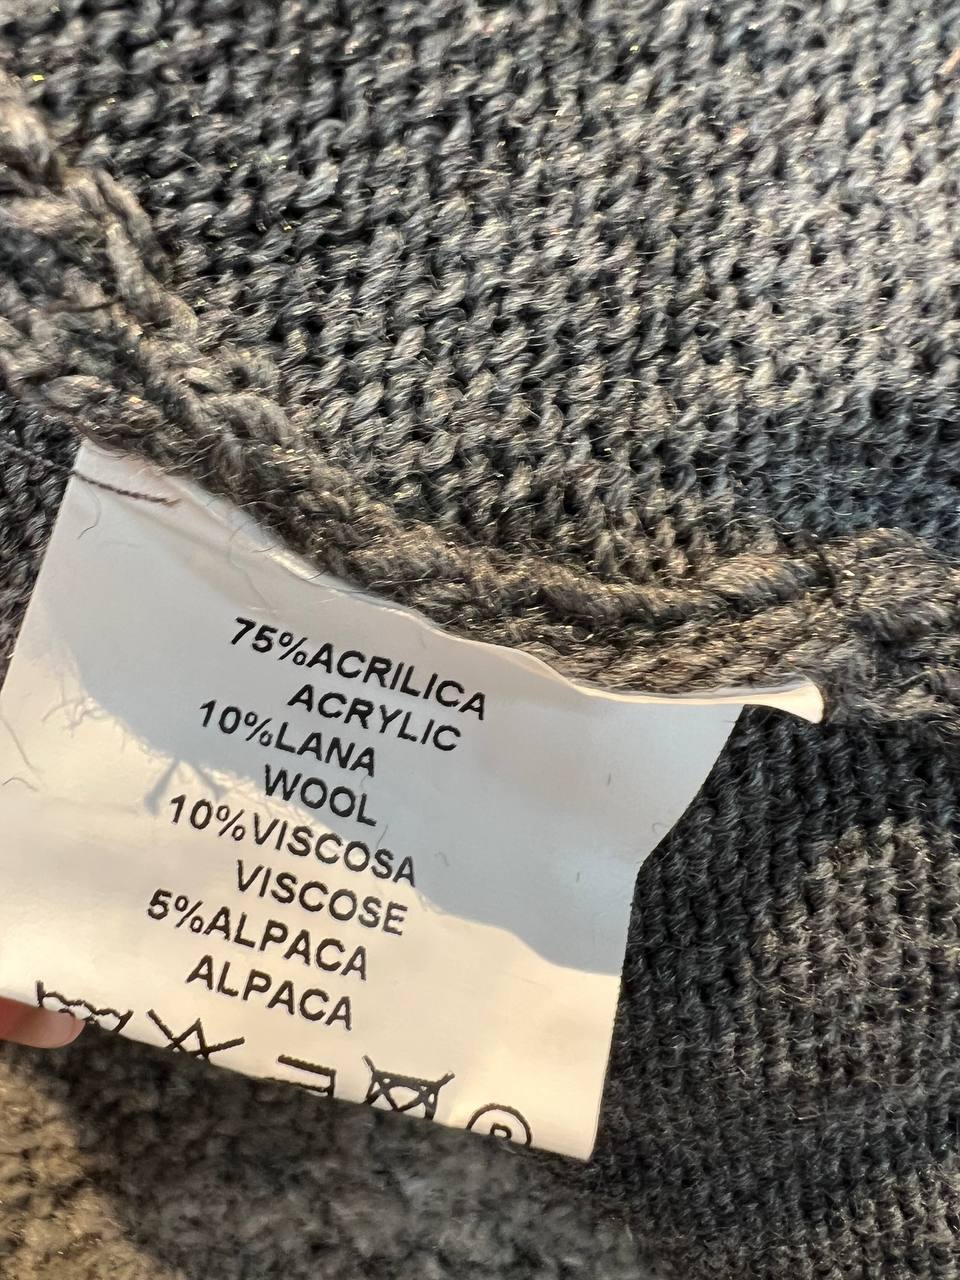 75%ACRILICA
ACRYLIC
10%LANA
WOOL
10%VISCOSA
VISCOSE
5%ALPACA
ALPACA